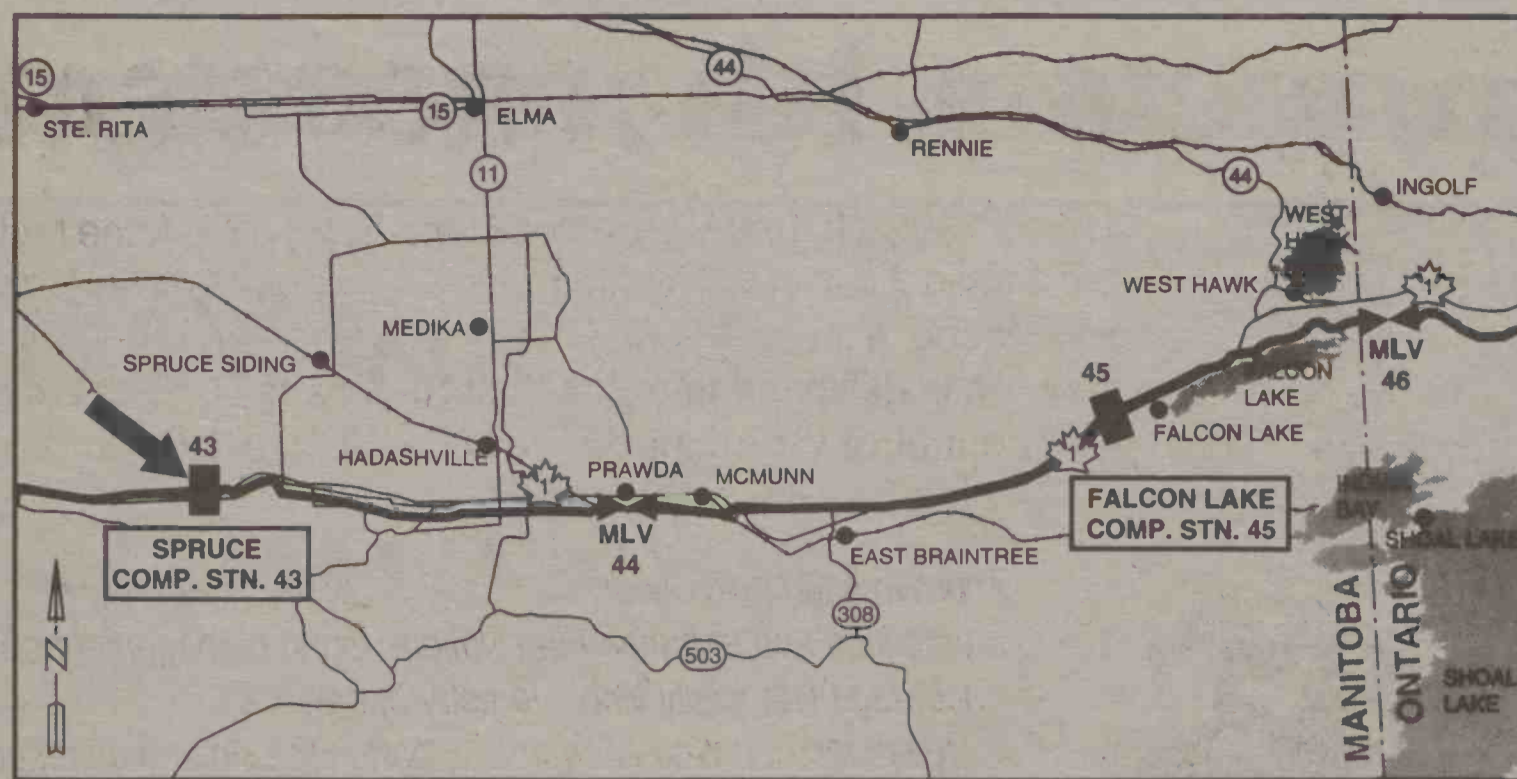 15
STE. RITA
15
ELMA
44
RENNIE
11
44
INGOLF
WEST
WEST HAWK
1
MEDIKA
SPRUCE SIDING
MLV
46
45
FALCON
LAKE
FALCON LAKE
43
HADASHVILLE
1
PRAWDA
MCMUNN
1
MLV
44
SPRUCE
COMP. STN. 43
EAST BRAINTREE
FALCON LAKE
COMP. STN. 45
BAY
SHOAL LAKE
N
308
503
MANITOBA
ONTARIO
SHOAL
LAKE